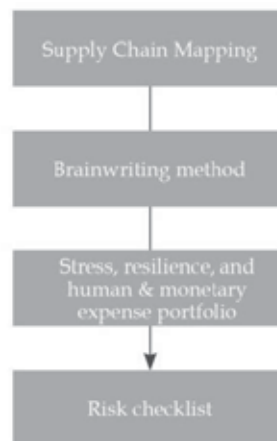 Supply Chain Mapping
Brainwriting method
Stress, resilience, and
human & monetary
expense portfolio
Risk checklist